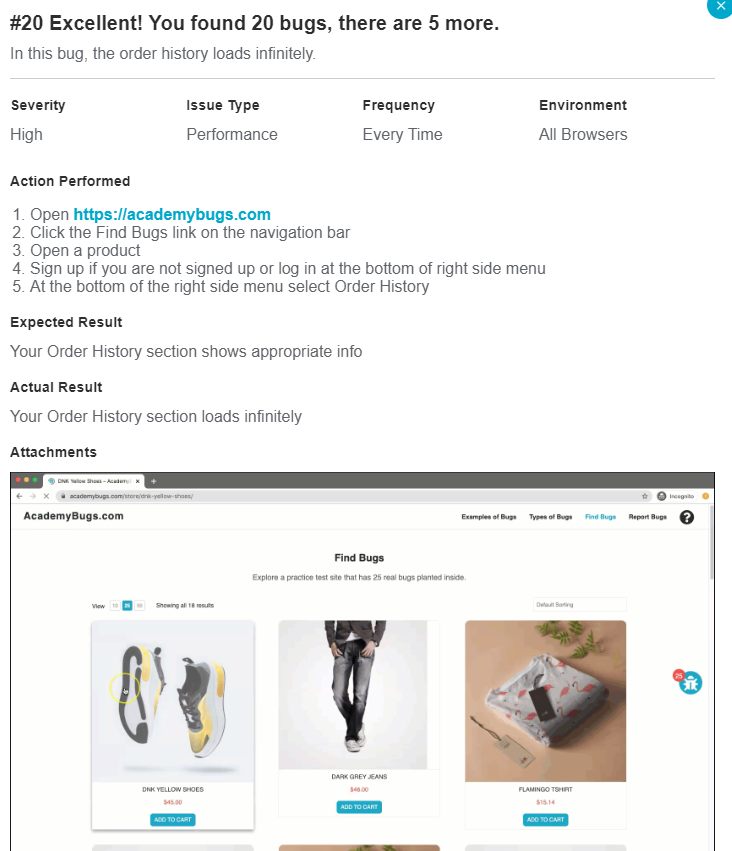 #20 Excellent! You found 20 bugs, there are 5 more.
In this bug, the order history loads infinitely.
Severity Issue Type Frequency Environment
High Performance Every Time All Browsers
Action Performed
1. Open https://academybugs.com
2. Click the Find Bugs link on the navigation bar
3. Open a product
4. Sign up if you are not signed up or log in at the bottom of right side menu
5. At the bottom of the right side menu select Order History
Expected Result
Your Order History section shows appropriate info
Actual Result
Your Order History section loads infinitely
Attachments
DNK Yellow Shoes – Academy
academybugs.com/store/dnk-yellow-shoes/ Incognito
AcademyBugs.com Examples of Bugs Types of Bugs Find Bugs Report Bugs ?
Find Bugs
Explore a practice test site that has 25 real bugs planted inside.
View 10 25 50 Showing all 18 results Default Sorting
25
DNK YELLOW SHOES DARK GREY JEANS FLAMINGO TSHIRT
$45.00 $46.00 $15.14
ADD TO CART ADD TO CART ADD TO CART